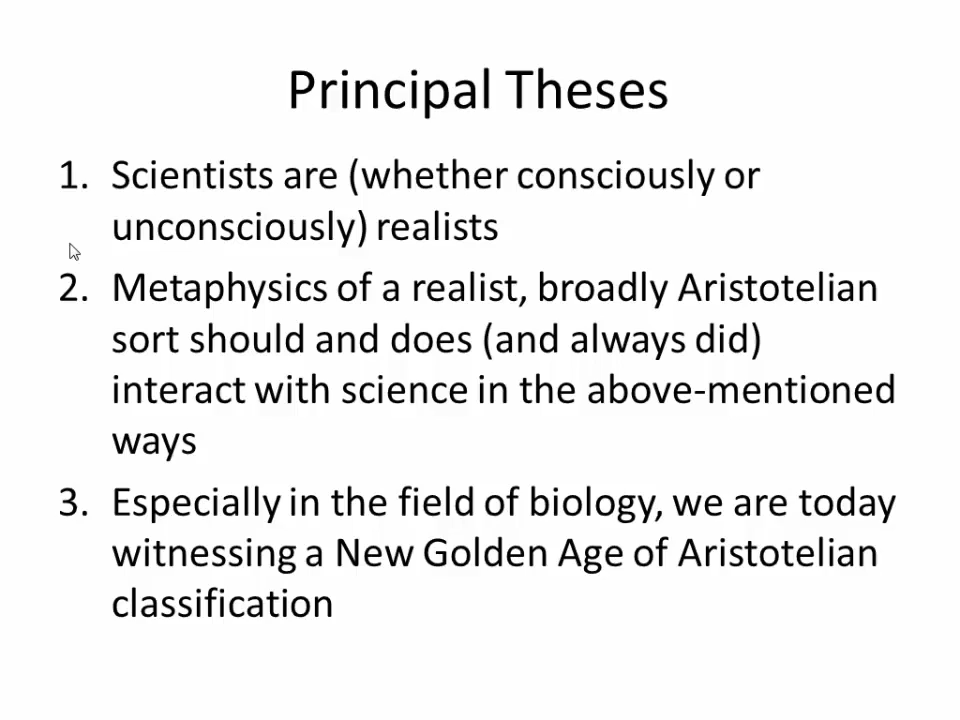 Principal Theses
1. Scientists are (whether consciously or
unconsciously) realists
2. Metaphysics of a realist, broadly Aristotelian
sort should and does (and always did)
interact with science in the above-mentioned
ways
3. Especially in the field of biology, we are today
witnessing a New Golden Age of Aristotelian
classification